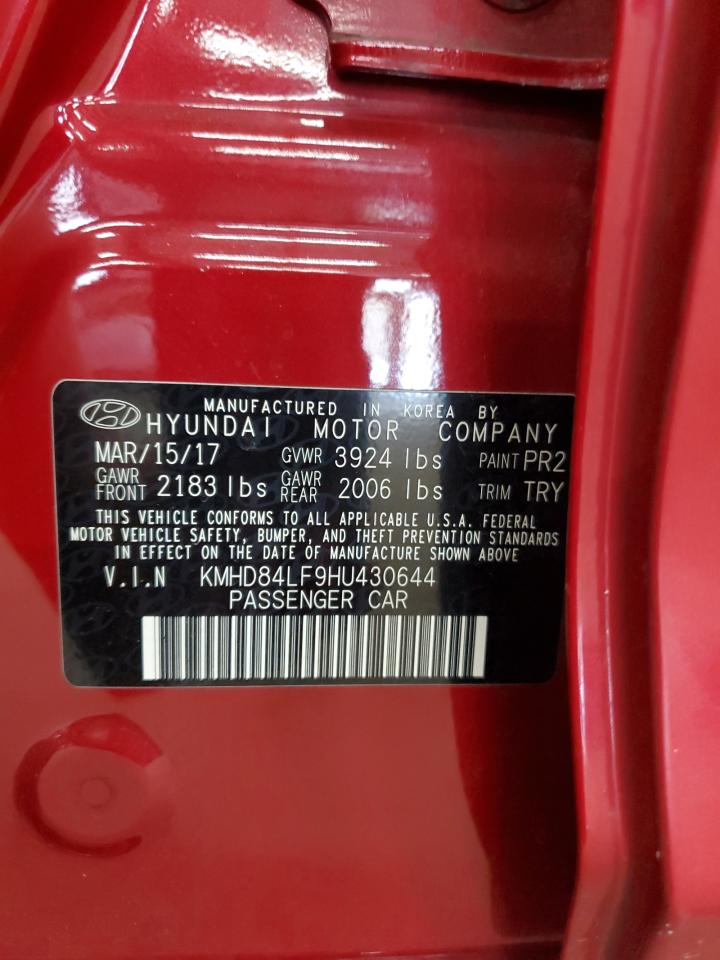 MANUFACTURED IN KOREA BY
HYUNDAI MOTOR COMPANY
MAR/15/17 GVWR 3924 lbs PAINT PR2
GAWR FRONT 2183 lbs GAWR REAR 2006 lbs TRIM TRY
THIS VEHICLE CONFORMS TO ALL APPLICABLE U.S.A. FEDERAL
MOTOR VEHICLE SAFETY, BUMPER, AND THEFT PREVENTION STANDARDS
IN EFFECT ON THE DATE OF MANUFACTURE SHOWN ABOVE
V.I.N KMHD84LF9HU430644
PASSENGER CAR